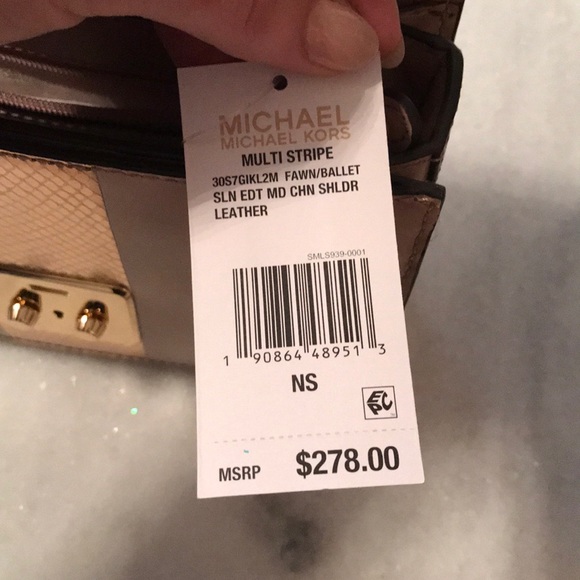 MICHAEL
MICHAEL KORS
MULTI STRIPE
30S7GIKL2M FAWN/BALLET
SLN EDT MD CHN SHLDR
LEATHER
SMLS939-0001
1 90864 48951 3
NS
EPC
MSRP $278.00